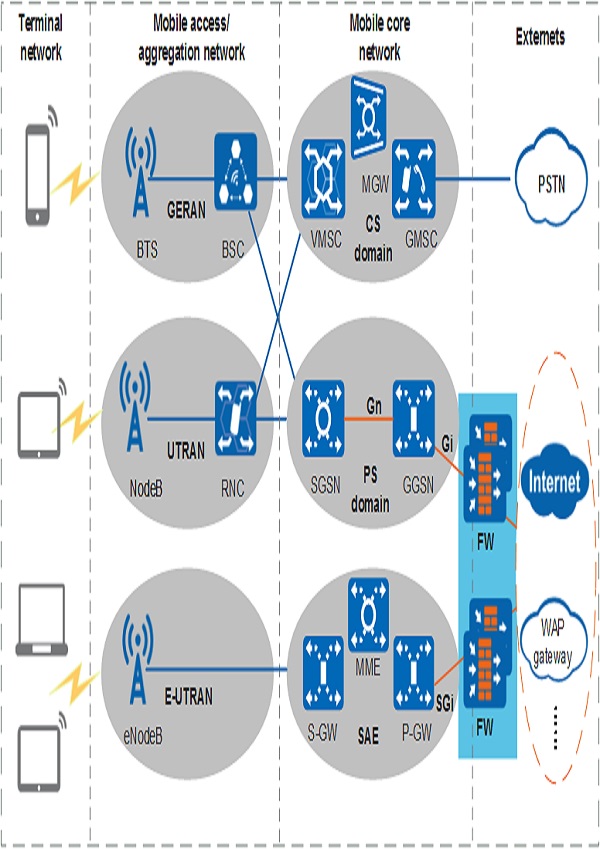 Terminal
network
Mobile access/
aggregation network
Mobile core
network
Externets
GERAN
BTS
BSC
MGW
VMSC
CS
domain
GMSC
PSTN
UTRAN
NodeB
RNC
Gn
SGSN
PS
domain
GGSN
Gi
FW
Internet
E-UTRAN
eNodeB
MME
S-GW
SAE
P-GW
SGi
FW
WAP
gateway